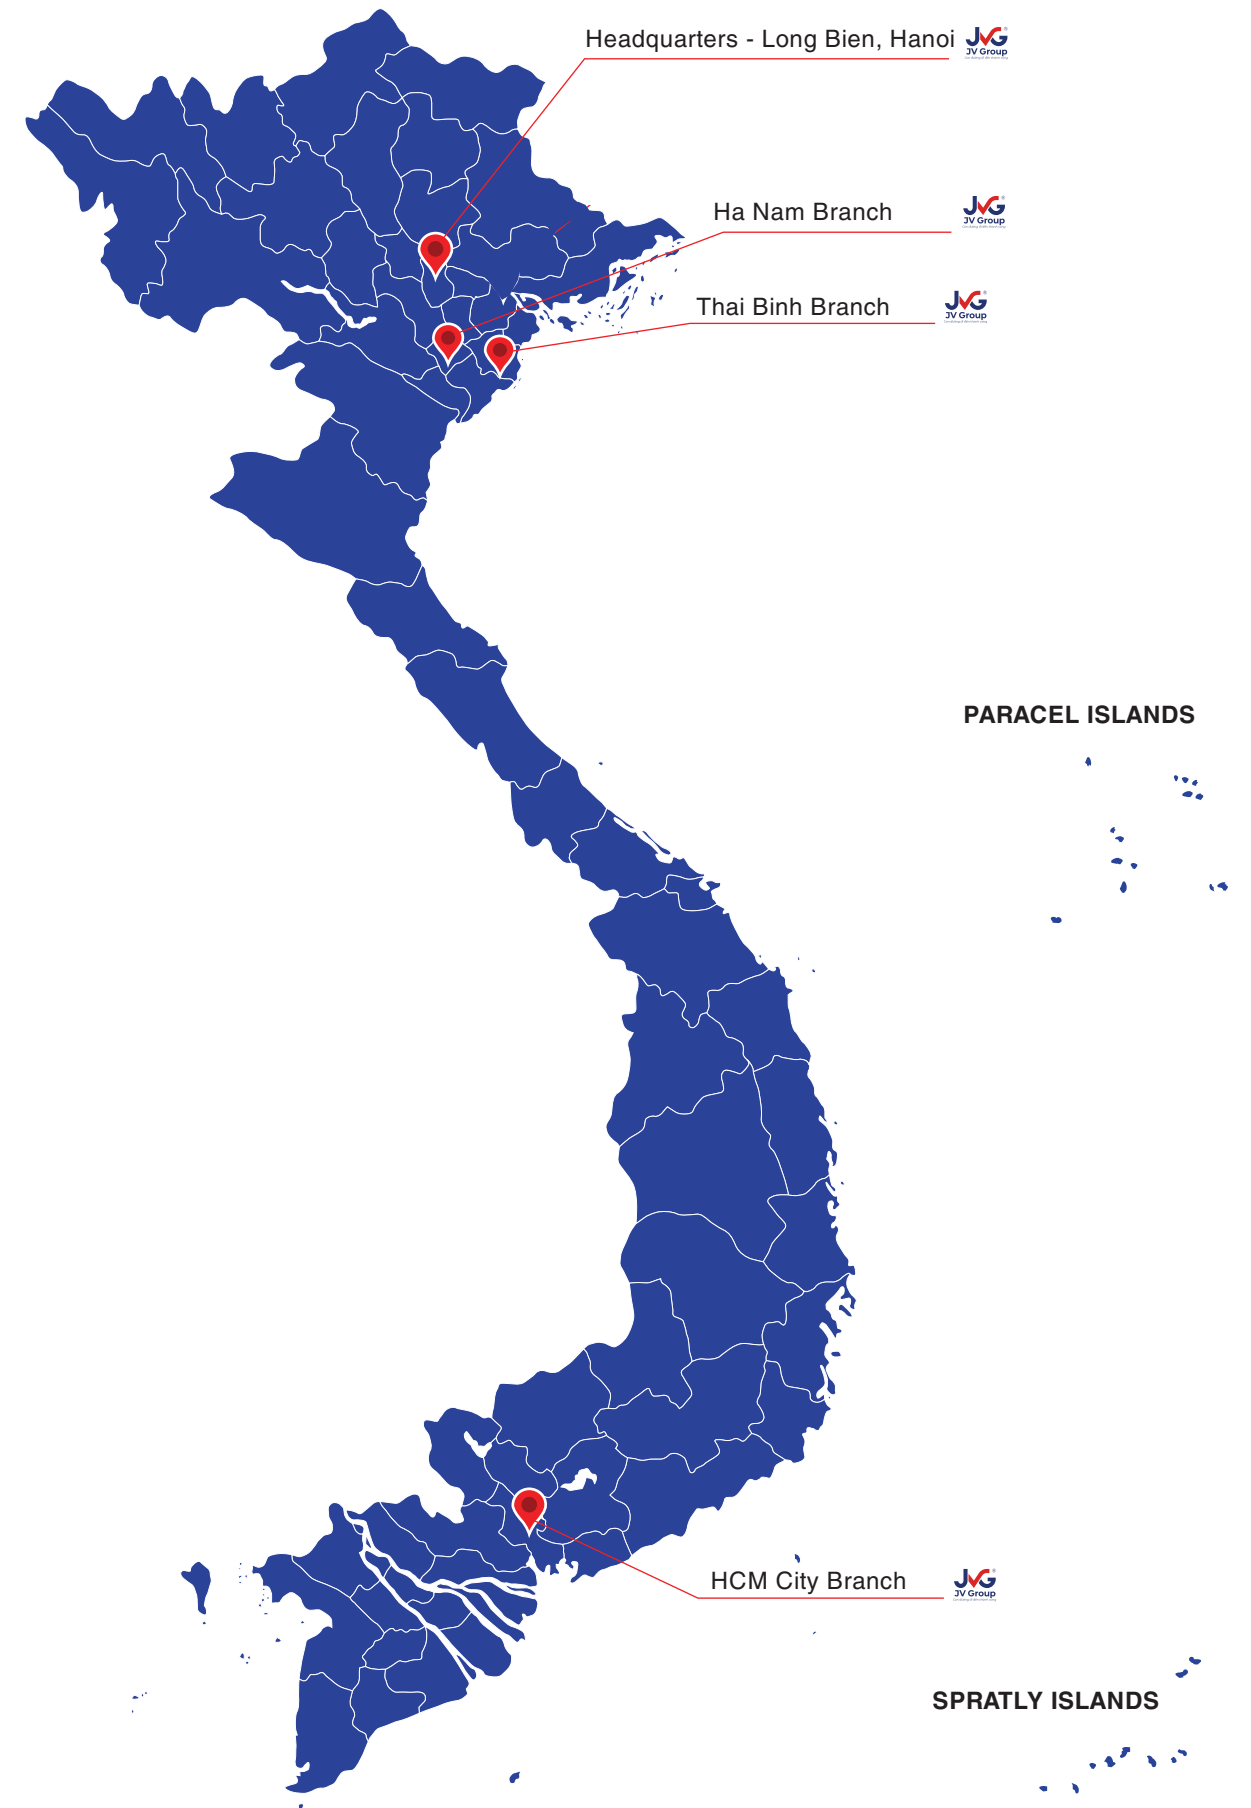 Headquarters - Long Bien, Hanoi
JVG
JV Group
Ha Nam Branch
JVG
JV Group
Thai Binh Branch
JVG
JV Group
PARACEL ISLANDS
HCM City Branch
JVG
JV Group
SPRATLY ISLANDS